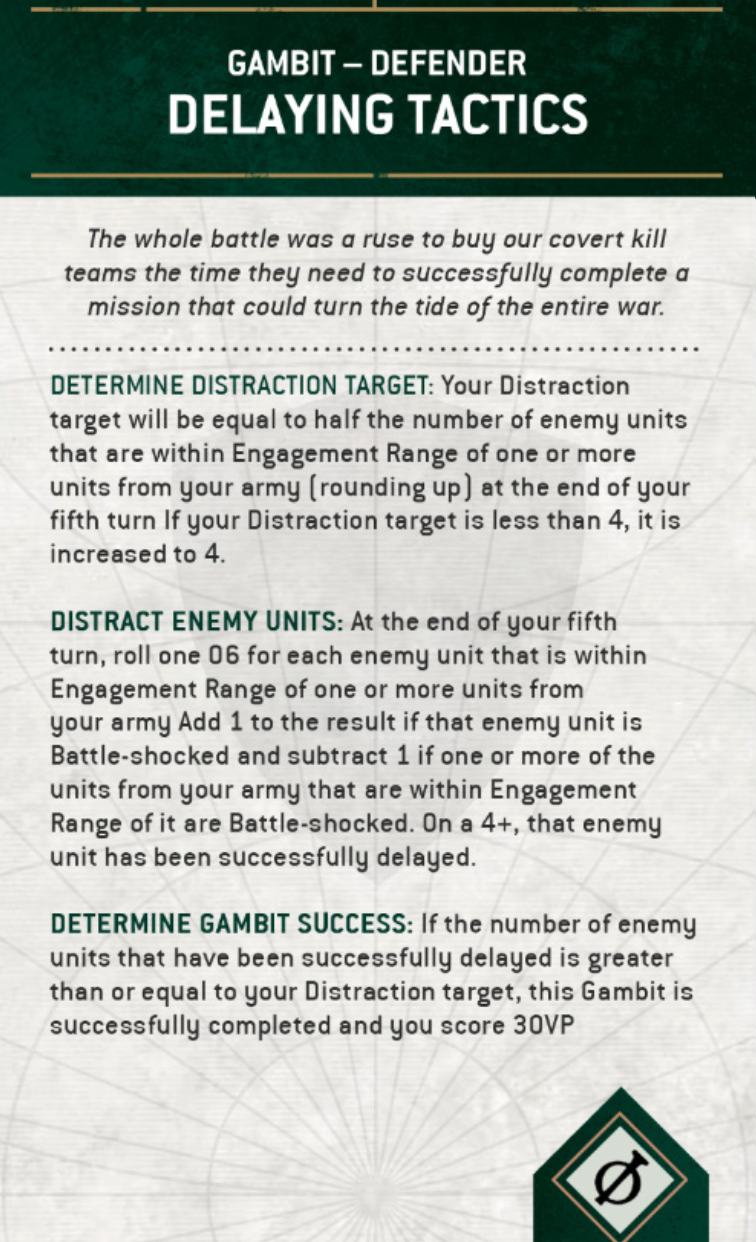 GAMBIT – DEFENDER
DELAYING TACTICS
The whole battle was a ruse to buy our covert kill
teams the time they need to successfully complete a
mission that could turn the tide of the entire war.
DETERMINE DISTRACTION TARGET: Your Distraction
target will be equal to half the number of enemy units
that are within Engagement Range of one or more
units from your army (rounding up) at the end of your
fifth turn If your Distraction target is less than 4, it is
increased to 4.
DISTRACT ENEMY UNITS: At the end of your fifth
turn, roll one 06 for each enemy unit that is within
Engagement Range of one or more units from
your army Add 1 to the result if that enemy unit is
Battle-shocked and subtract 1 if one or more of the
units from your army that are within Engagement
Range of it are Battle-shocked. On a 4+, that enemy
unit has been successfully delayed.
DETERMINE GAMBIT SUCCESS: If the number of enemy
units that have been successfully delayed is greater
than or equal to your Distraction target, this Gambit is
successfully completed and you score 30VP